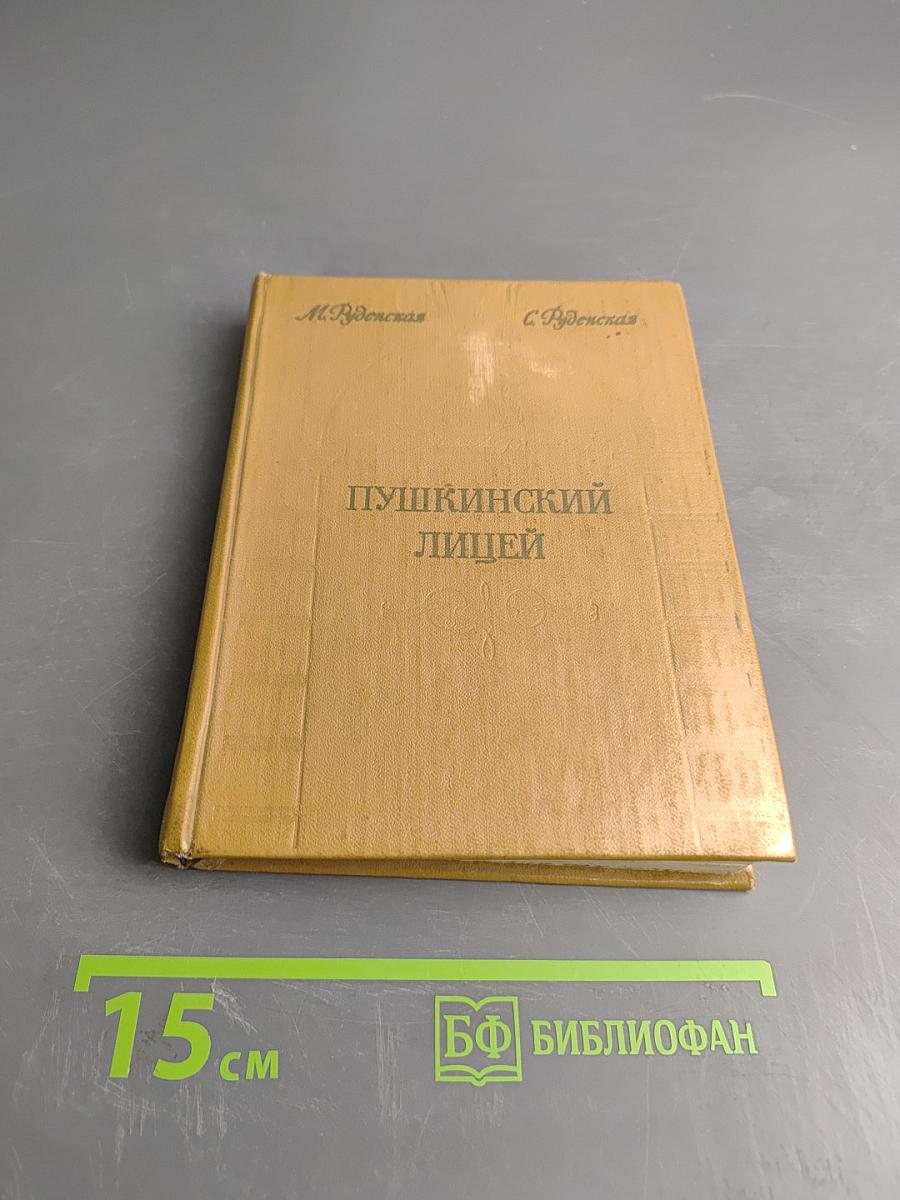 М. Руденская С. Руденская
ПУШКИНСКИЙ
ЛИЦЕЙ
15 см
БФ БИБЛИОФАН